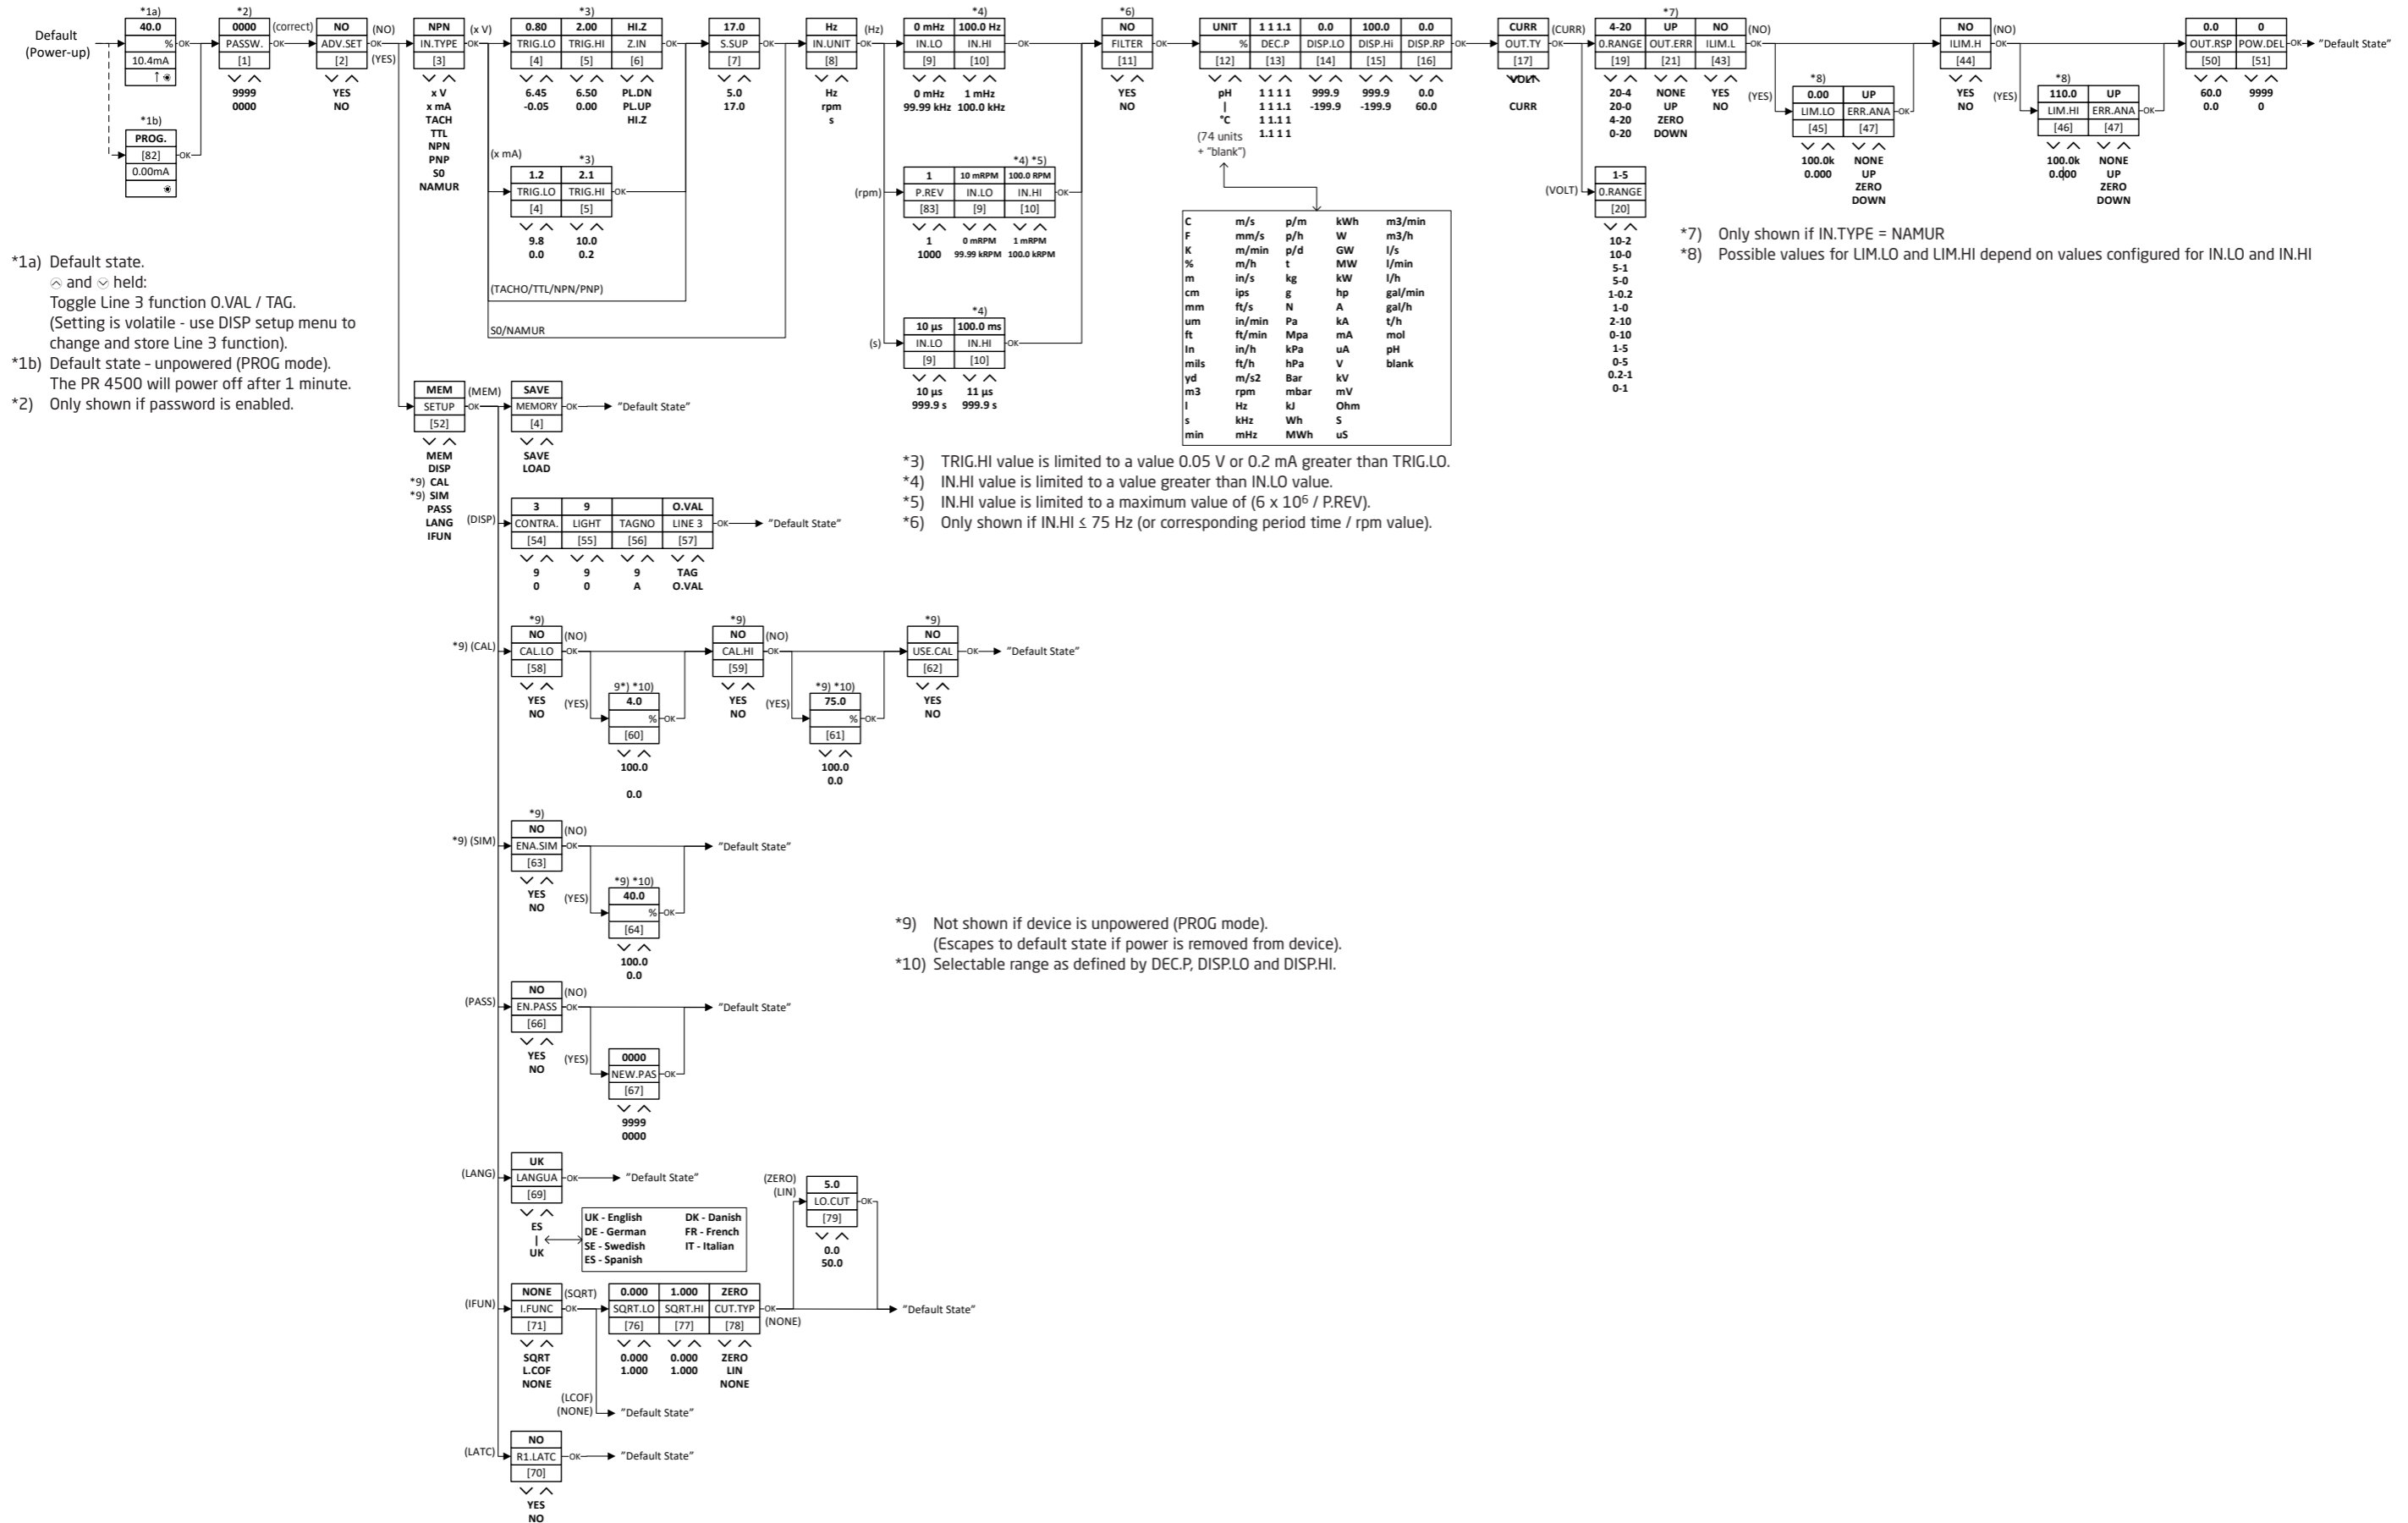 Default
(Power-up)
*1a)
40.0
%
10.4mA
↑
OK
*1b)
PROG.
[82]
0.00mA
OK
*2)
0000
PASSW.
[1]
9999
0000
(correct)
OK
NO
ADV.SET
[2]
YES
NO
(NO)
OK
(YES)
NPN
IN.TYPE
[3]
x V
x mA
TACH
TTL
NPN
PNP
S0
NAMUR
(x V)
OK
*3)
0.80 2.00 HI.Z
TRIG.LO TRIG.HI Z.IN
[4] [5] [6]
6.45 6.50 PL.DN
-0.05 0.00 PL.UP
HI.Z
OK
(x mA)
*3)
1.2 2.1
TRIG.LO TRIG.HI
[4] [5]
9.8 10.0
0.0 0.2
OK
(TACHO/TTL/NPN/PNP)
S0/NAMUR
17.0
S.SUP
[7]
5.0
17.0
OK
Hz
IN.UNIT
[8]
Hz
rpm
s
(Hz)
OK
*4)
0 mHz 100.0 Hz
IN.LO IN.HI
[9] [10]
0 mHz 1 mHz
99.99 kHz 100.0 kHz
OK
(rpm)
*4) *5)
1 10 mRPM 100.0 RPM
P.REV IN.LO IN.HI
[83] [9] [10]
1 0 mRPM 1 mRPM
1000 99.99 kRPM 100.0 kRPM
OK
(s)
*4)
10 µs 100.0 ms
IN.LO IN.HI
[9] [10]
10 µs 11 µs
999.9 s 999.9 s
OK
*6)
NO
FILTER
[11]
YES
NO
OK
UNIT 1 1 1.1 0.0 100.0 0.0
% DEC.P DISP.LO DISP.Hi DISP.RP
[12] [13] [14] [15] [16]
pH 1 1 1 1 999.9 999.9 0.0
| 1 1 1.1 -199.9 -199.9 60.0
°C 1 1.1 1
(74 units 1.1 1 1
+ "blank")
OK
C m/s p/m kWh m3/min
F mm/s p/h W m3/h
K m/min p/d GW l/s
% m/h t MW l/min
m in/s kg kW l/h
cm ips g hp gal/min
mm ft/s N A gal/h
um in/min Pa kA t/h
ft ft/min Mpa mA mol
In in/h kPa uA pH
mils ft/h hPa V blank
yd m/s2 Bar kV
m3 rpm mbar mV
l Hz kJ Ohm
s kHz Wh S
min mHz MWh uS
CURR
OUT.TY
[17]
VOLT
CURR
(CURR)
OK
(VOLT)
*7)
4-20 UP NO
0.RANGE OUT.ERR ILIM.L
[19] [21] [43]
20-4 NONE YES
20-0 UP NO
4-20 ZERO
0-20 DOWN
(NO)
OK
(YES)
1-5
0.RANGE
[20]
10-2
10-0
5-1
5-0
1-0.2
1-0
2-10
0-10
1-5
0-5
0.2-1
0-1
*8)
0.00 UP
LIM.LO ERR.ANA
[45] [47]
100.0k NONE
0.000 UP
ZERO
DOWN
OK
NO
ILIM.H
[44]
YES
NO
(NO)
OK
(YES)
*8)
110.0 UP
LIM.HI ERR.ANA
[46] [47]
100.0k NONE
0.000 UP
ZERO
DOWN
OK
0.0 0
OUT.RSP POW.DEL
[50] [51]
60.0 9999
0.0 0
OK
"Default State"
*1a) Default state.
and held:
Toggle Line 3 function O.VAL / TAG.
(Setting is volatile - use DISP setup menu to
change and store Line 3 function).
*1b) Default state – unpowered (PROG mode).
The PR 4500 will power off after 1 minute.
*2) Only shown if password is enabled.
*7) Only shown if IN.TYPE = NAMUR
*8) Possible values for LIM.LO and LIM.HI depend on values configured for IN.LO and IN.HI
*3) TRIG.HI value is limited to a value 0.05 V or 0.2 mA greater than TRIG.LO.
*4) IN.HI value is limited to a value greater than IN.LO value.
*5) IN.HI value is limited to a maximum value of (6 x 10⁶ / P.REV).
*6) Only shown if IN.HI ≤ 75 Hz (or corresponding period time / rpm value).
MEM
SETUP
[52]
MEM
DISP
*9) CAL
*9) SIM
PASS
LANG
IFUN
(MEM)
OK
SAVE
MEMORY
[4]
SAVE
LOAD
OK
"Default State"
(DISP)
3 9 O.VAL
CONTRA. LIGHT TAGNO LINE 3
[54] [55] [56] [57]
9 9 9 TAG
0 0 A O.VAL
OK
"Default State"
*9) (CAL)
*9)
NO
CAL.LO
[58]
YES
NO
(NO)
OK
(YES)
9*) *10)
4.0
%
[60]
100.0
0.0
OK
*9)
NO
CAL.HI
[59]
YES
NO
(NO)
OK
(YES)
*9) *10)
75.0
%
[61]
100.0
0.0
OK
*9)
NO
USE.CAL
[62]
YES
NO
OK
"Default State"
*9) (SIM)
*9)
NO
ENA.SIM
[63]
YES
NO
(NO)
OK
(YES)
*9) *10)
40.0
%
[64]
100.0
0.0
OK
"Default State"
*9) Not shown if device is unpowered (PROG mode).
(Escapes to default state if power is removed from device).
*10) Selectable range as defined by DEC.P, DISP.LO and DISP.HI.
(PASS)
NO
EN.PASS
[66]
YES
NO
(NO)
OK
(YES)
0000
NEW.PAS
[67]
9999
0000
OK
"Default State"
(LANG)
UK
LANGUA
[69]
ES
|
UK
OK
"Default State"
UK - English DK - Danish
DE - German FR - French
SE - Swedish IT - Italian
ES - Spanish
(IFUN)
NONE
I.FUNC
[71]
SQRT
L.COF
NONE
(SQRT)
OK
(LCOF)
(NONE)
"Default State"
0.000 1.000 ZERO
SQRT.LO SQRT.HI CUT.TYP
[76] [77] [78]
0.000 0.000 ZERO
1.000 1.000 LIN
NONE
OK
(NONE)
(ZERO)
(LIN)
5.0
LO.CUT
[79]
0.0
50.0
OK
"Default State"
(LATC)
NO
R1.LATC
[70]
YES
NO
OK
"Default State"